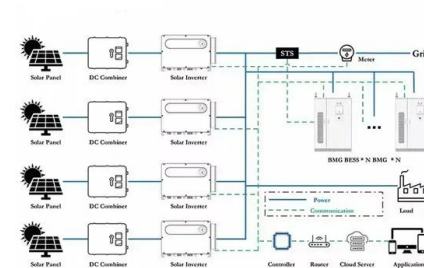 STS
Meter
Gri
Solar Panel DC Combiner Solar Inverter
Solar Panel DC Combiner Solar Inverter
BMG BESS * N BMG * N
Solar Panel DC Combiner Solar Inverter
Power
Communication
Load
Solar Panel DC Combiner Solar Inverter
Controller Router Cloud Server Application